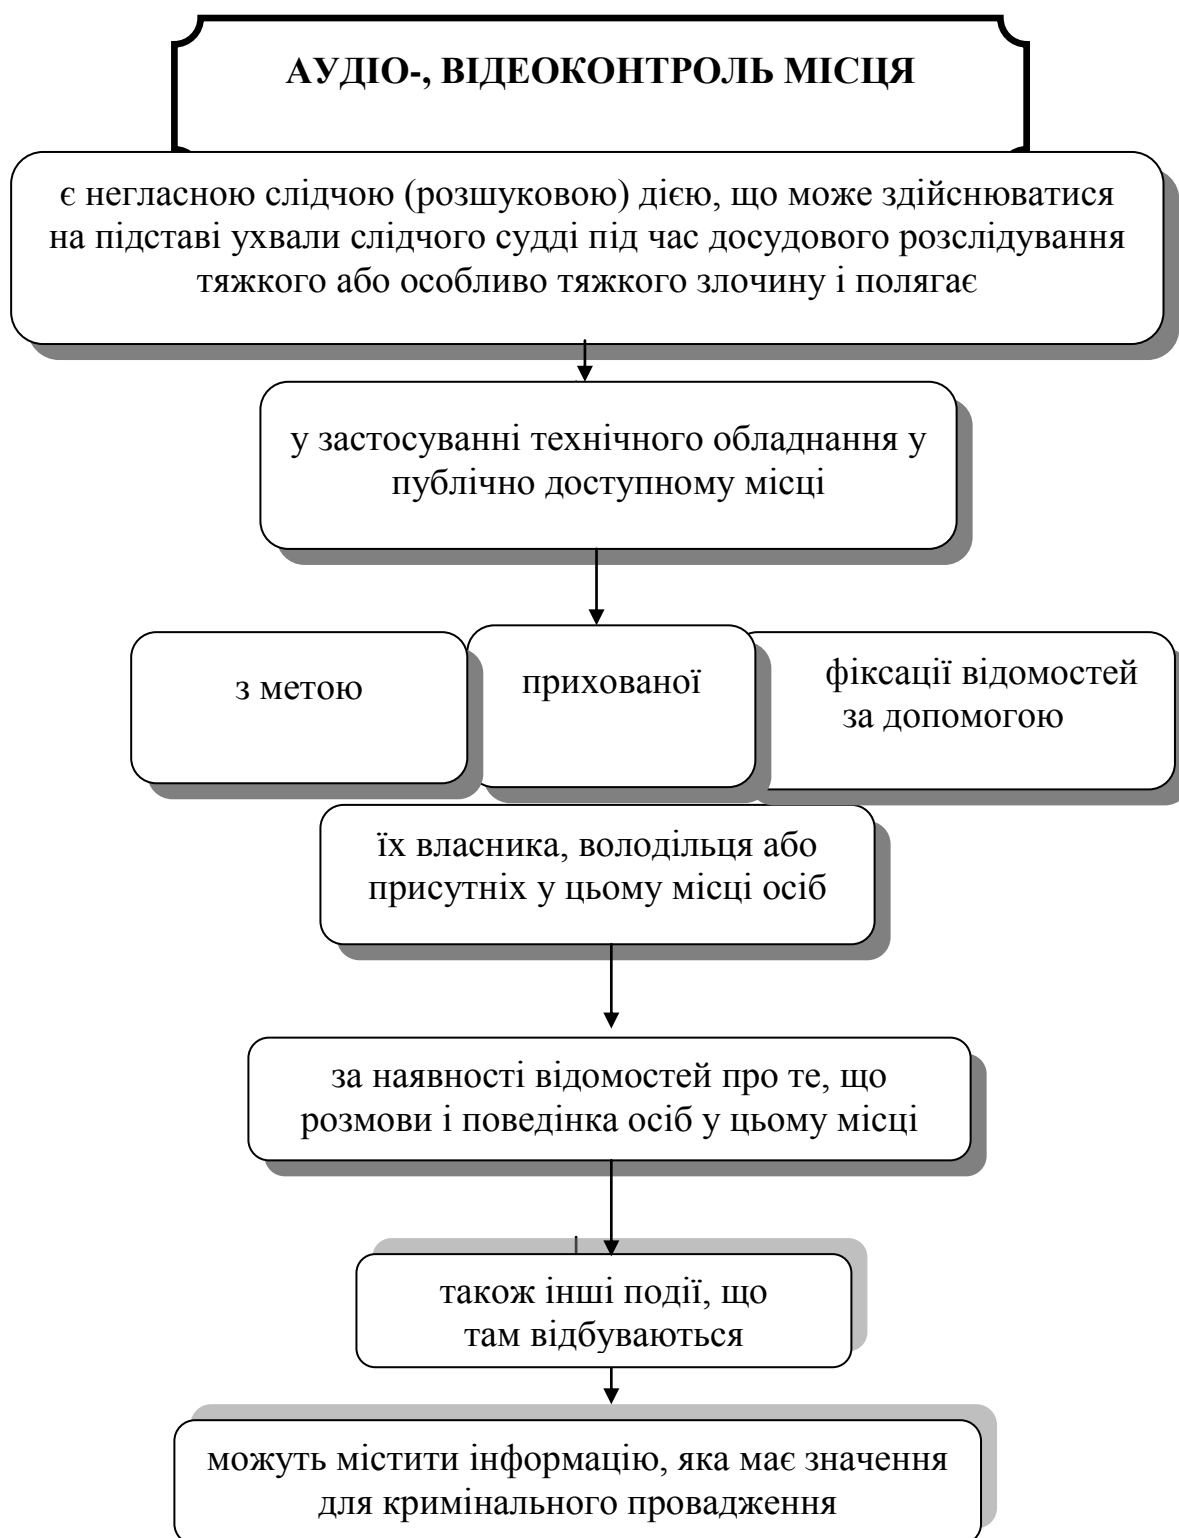 АУДІО-, ВІДЕОКОНТРОЛЬ МІСЦЯ
є негласною слідчою (розшуковою) дією, що може здійснюватися
на підставі ухвали слідчого судді під час досудового розслідування
тяжкого або особливо тяжкого злочину і полягає
у застосуванні технічного обладнання у
публічно доступному місці
з метою
прихованої
фіксації відомостей
за допомогою
їх власника, володільця або
присутніх у цьому місці осіб
за наявності відомостей про те, що
розмови і поведінка осіб у цьому місці
також інші події, що
там відбуваються
можуть містити інформацію, яка має значення
для кримінального провадження